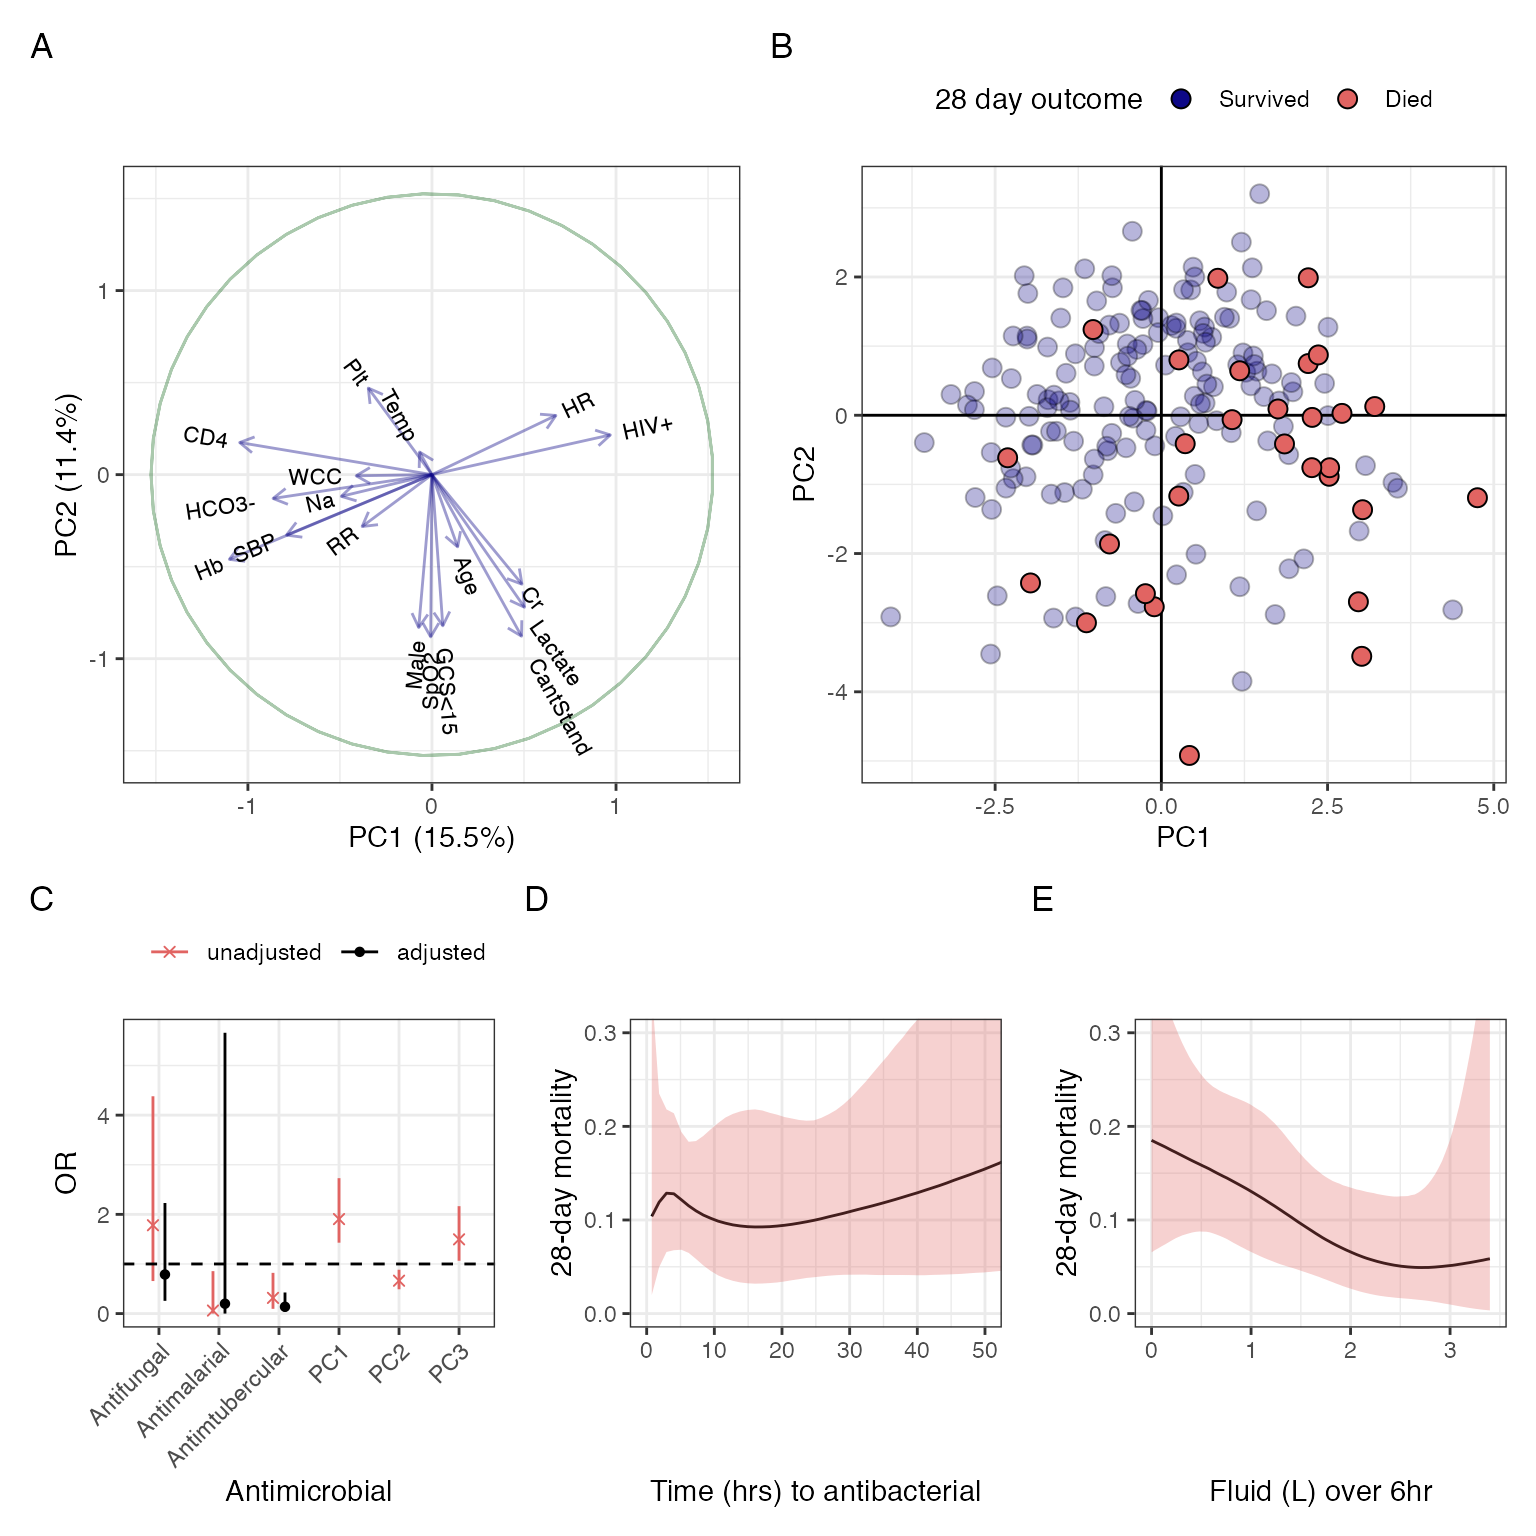 A
PC2 (11.4%)
1
0
-1
-1
0
1
PC1 (15.5%)
Plt
Temp
HR
HIV+
CD4
WCC
Na
HCO3-
SBP
Hb
RR
Age
Cr
Lactate
CantStand
Male
SpO2
GCS<15
B
28 day outcome Survived Died
PC2
2
0
-2
-4
-2.5
0.0
2.5
5.0
PC1
C
unadjusted adjusted
OR
4
2
0
Antifungal
Antimalarial
Antimtubercular
PC1
PC2
PC3
Antimicrobial
D
28-day mortality
0.3
0.2
0.1
0.0
0
10
20
30
40
50
Time (hrs) to antibacterial
E
28-day mortality
0.3
0.2
0.1
0.0
0
1
2
3
Fluid (L) over 6hr